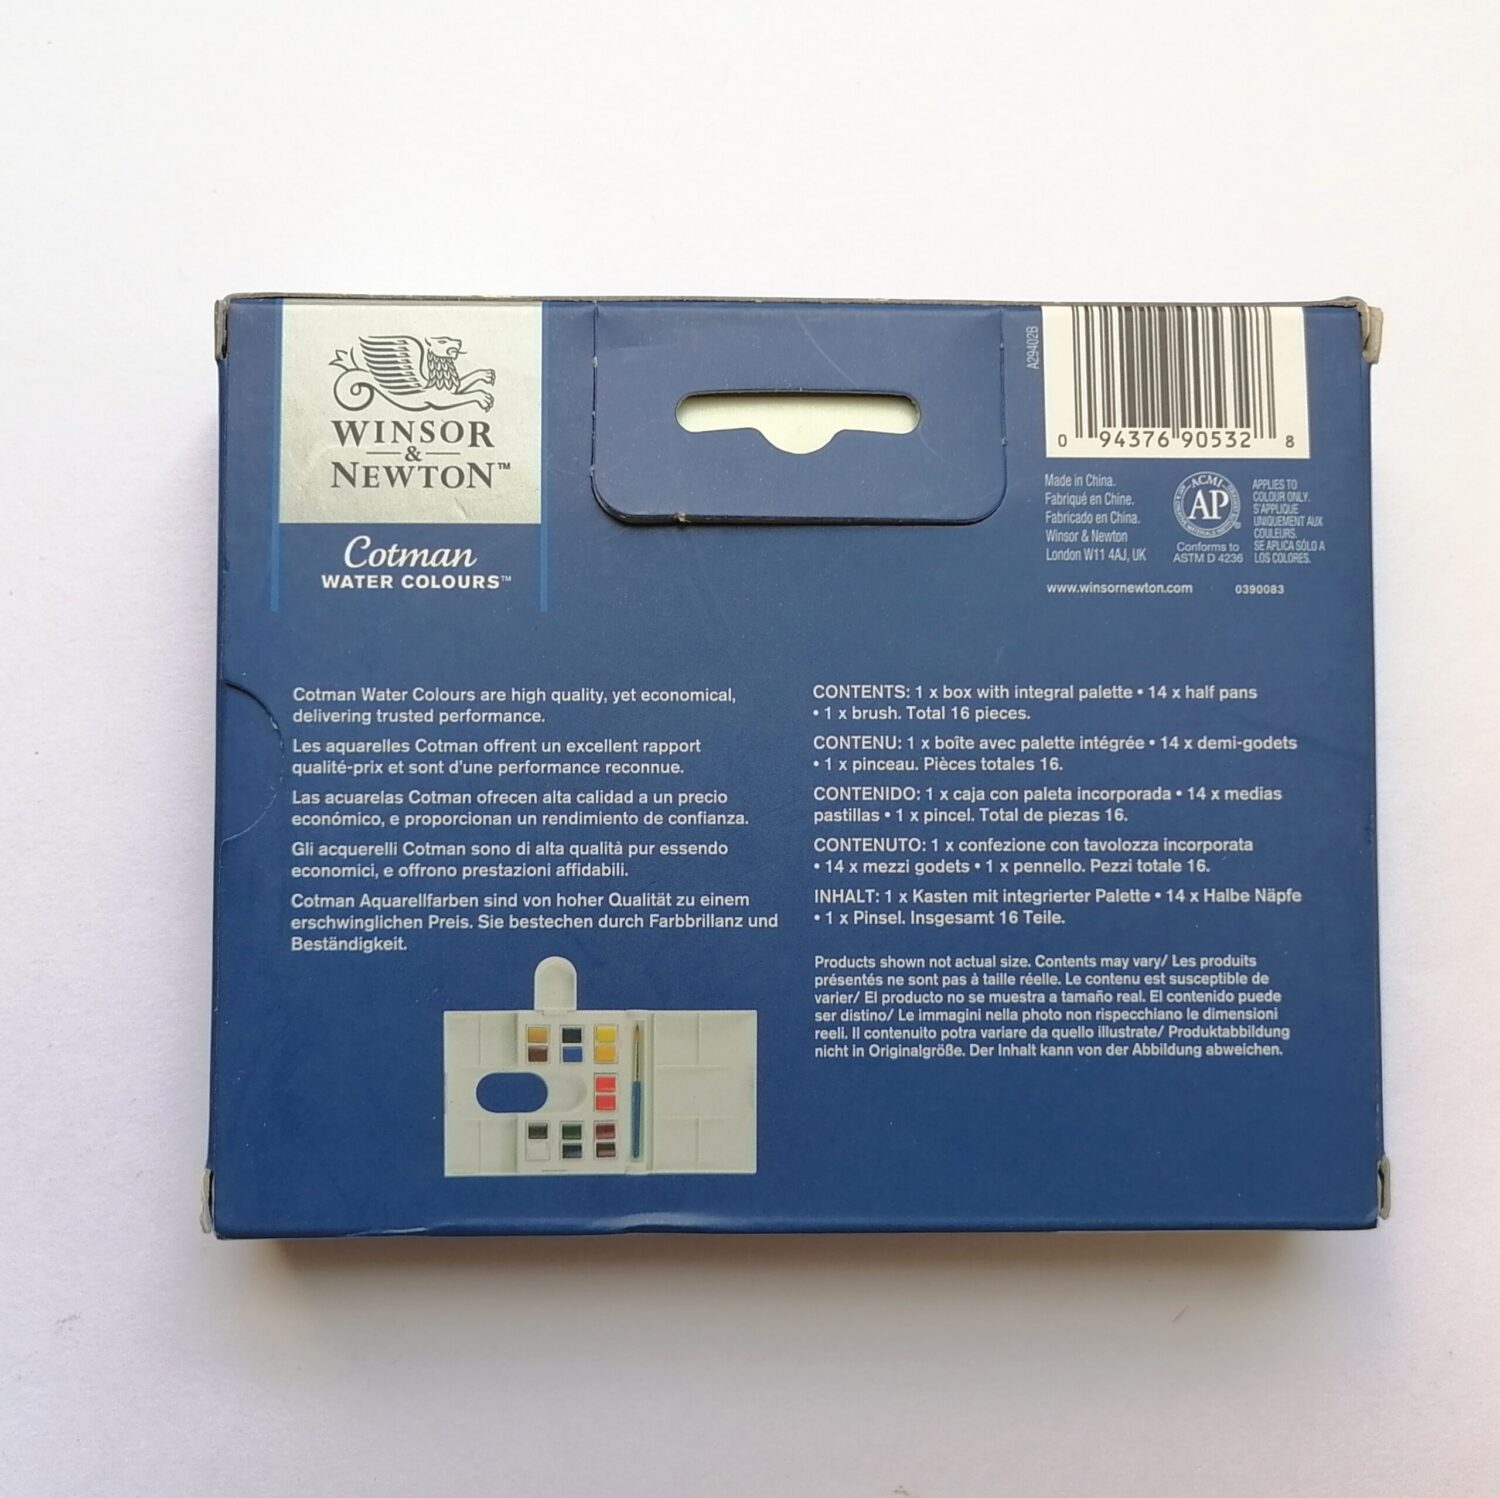 WINSOR
&
NEWTON™
Cotman
WATER COLOURS™
A29402B
0 94376 90532 8
Made in China.
Fabriqué en Chine.
Fabricado en China.
Winsor & Newton
London W11 4AJ, UK
ACMI
AP
Conforms to
ASTM D 4236
APPLIES TO
COLOUR ONLY.
S'APPLIQUE
UNIQUEMENT AUX
COULEURS.
SE APLICA SÓLO A
LOS COLORES.
www.winsornewton.com
0390083
Cotman Water Colours are high quality, yet economical,
delivering trusted performance.
Les aquarelles Cotman offrent un excellent rapport
qualité-prix et sont d'une performance reconnue.
Las acuarelas Cotman ofrecen alta calidad a un precio
económico, e proporcionan un rendimiento de confianza.
Gli acquerelli Cotman sono di alta qualità pur essendo
economici, e offrono prestazioni affidabili.
Cotman Aquarellfarben sind von hoher Qualität zu einem
erschwinglichen Preis. Sie bestechen durch Farbbrillanz und
Beständigkeit.
CONTENTS: 1 x box with integral palette • 14 x half pans
• 1 x brush. Total 16 pieces.
CONTENU: 1 x boîte avec palette intégrée • 14 x demi-godets
• 1 x pinceau. Pièces totales 16.
CONTENIDO: 1 x caja con paleta incorporada • 14 x medias
pastillas • 1 x pincel. Total de piezas 16.
CONTENUTO: 1 x confezione con tavolozza incorporata
• 14 x mezzi godets • 1 x pennello. Pezzi totale 16.
INHALT: 1 x Kasten mit integrierter Palette • 14 x Halbe Näpfe
• 1 x Pinsel. Insgesamt 16 Teile.
Products shown not actual size. Contents may vary/ Les produits
présentés ne sont pas à taille réelle. Le contenu est susceptible de
varier/ El producto no se muestra a tamaño real. El contenido puede
ser distino/ Le immagini nella photo non rispecchiano le dimensioni
reeli. Il contenuito potra variare da quello illustrate/ Produktabbildung
nicht in Originalgröße. Der Inhalt kann von der Abbildung abweichen.